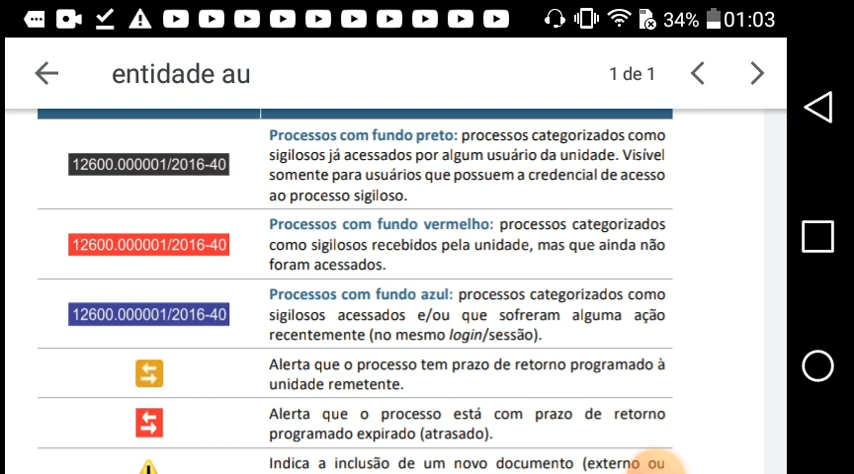 34% 01:03
entidade au
1 de 1
Processos com fundo preto: processos categorizados como
12600.000001/2016-40
sigilosos já acessados por algum usuário da unidade. Visível
somente para usuários que possuem a credencial de acesso
ao processo sigiloso.
Processos com fundo vermelho: processos categorizados
12600.000001/2016-40
como sigilosos recebidos pela unidade, mas que ainda não
foram acessados.
Processos com fundo azul: processos categorizados como
12600.000001/2016-40
sigilosos acessados e/ou que sofreram alguma ação
recentemente (no mesmo login/sessão).
Alerta que o processo tem prazo de retorno programado à
unidade remetente.
Alerta que o processo está com prazo de retorno
programado expirado (atrasado).
Indica a inclusão de um novo documento (externo ou